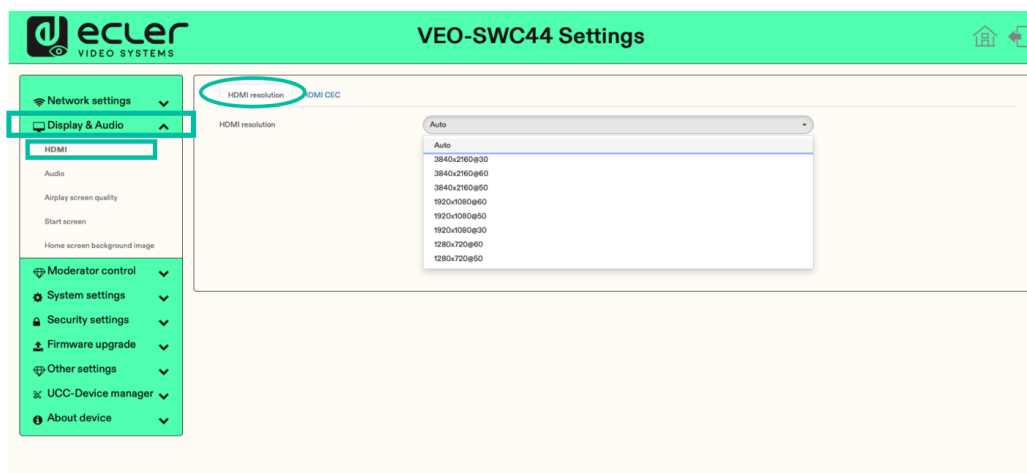 ecler
VIDEO SYSTEMS
VEO-SWC44 Settings
Network settings
Display & Audio
HDMI
Audio
Airplay screen quality
Start screen
Home screen background image
Moderator control
System settings
Security settings
Firmware upgrade
Other settings
UCC-Device manager
About device
HDMI resolution HDMI CEC
HDMI resolution Auto
Auto
3840x2160@30
3840x2160@60
3840x2160@50
1920x1080@60
1920x1080@50
1920x1080@30
1280x720@60
1280x720@50